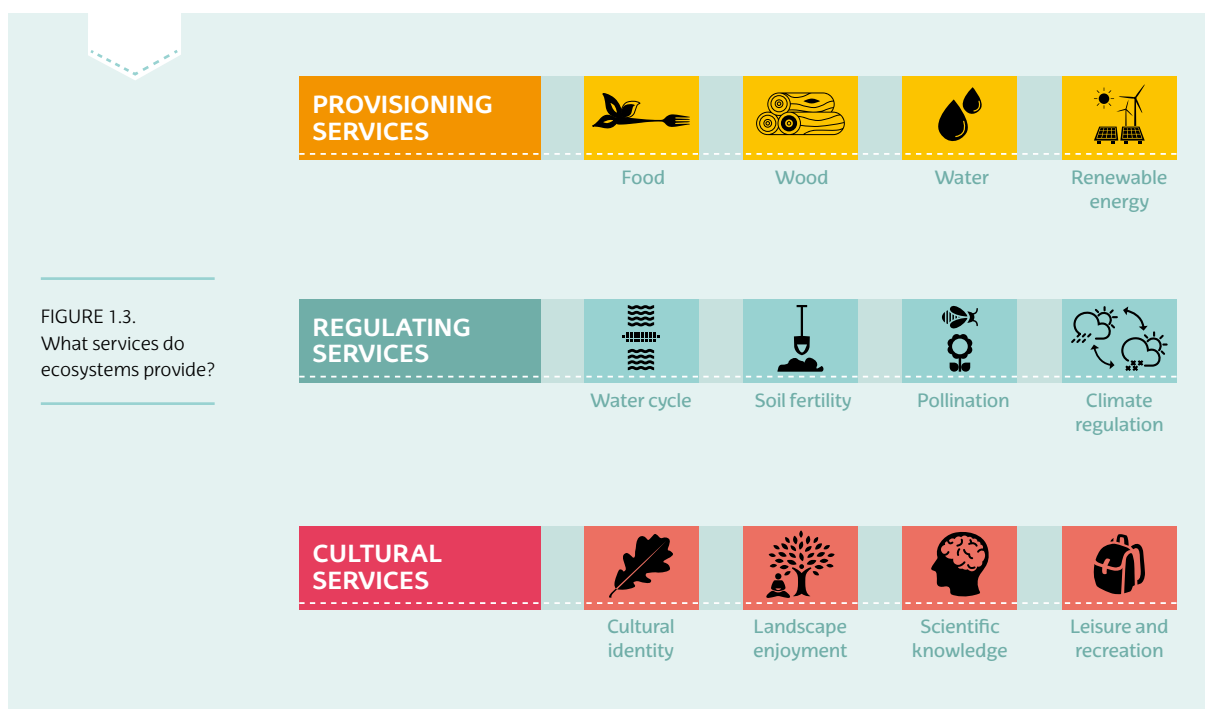 PROVISIONING
SERVICES
Food
Wood
Water
Renewable
energy
FIGURE 1.3.
What services do
ecosystems provide?
REGULATING
SERVICES
Water cycle
Soil fertility
Pollination
Climate
regulation
CULTURAL
SERVICES
Cultural
identity
Landscape
enjoyment
Scientific
knowledge
Leisure and
recreation